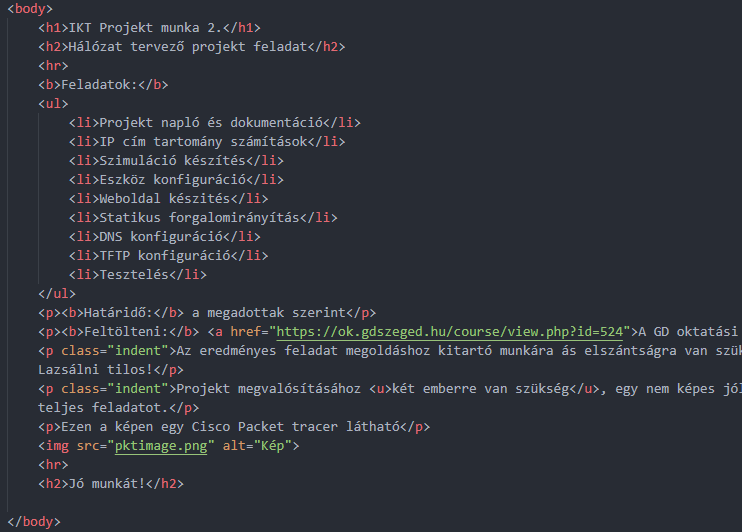 <body>
<h1>IKT Projekt munka 2.</h1>
<h2>Hálózat tervező projekt feladat</h2>
<hr>
<b>Feladatok:</b>
<ul>
<li>Projekt napló és dokumentáció</li>
<li>IP cím tartomány számítások</li>
<li>Szimuláció készítés</li>
<li>Eszköz konfiguráció</li>
<li>Weboldal készités</li>
<li>Statikus forgalomirányítás</li>
<li>DNS konfiguráció</li>
<li>TFTP konfiguráció</li>
<li>Tesztelés</li>
</ul>
<p><b>Határidő:</b> a megadottak szerint</p>
<p><b>Feltölteni:</b> <a href="https://ok.gdszeged.hu/course/view.php?id=524">A GD oktatási
<p class="indent">Az eredményes feladat megoldáshoz kitartó munkára ás elszántságra van szük
Lazsálni tilos!</p>
<p class="indent">Projekt megvalósításához <u>két emberre van szükség</u>, egy nem képes jól
teljes feladatot.</p>
<p>Ezen a képen egy Cisco Packet tracer látható</p>
<img src="pktimage.png" alt="Kép">
<hr>
<h2>Jó munkát!</h2>
</body>